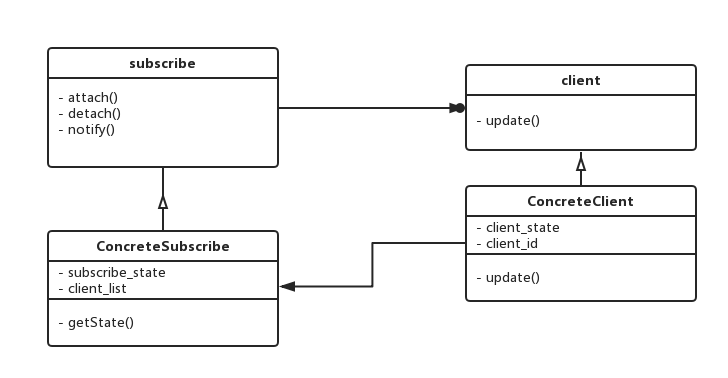 subscribe
- attach()
- detach()
- notify()
client
- update()
ConcreteSubscribe
- subscribe_state
- client_list
- getState()
ConcreteClient
- client_state
- client_id
- update()